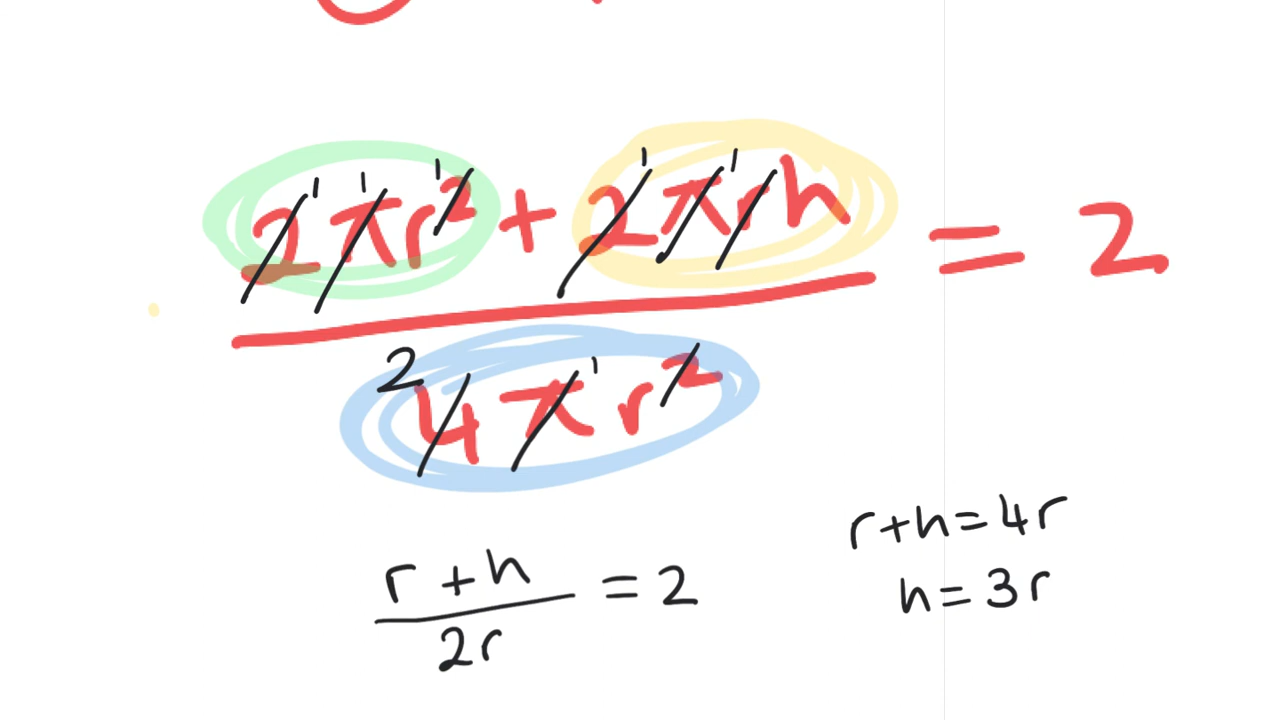 2πr² + 2πrh = 2
4πr²
r + h = 2
2r
r + h = 4r
h = 3r